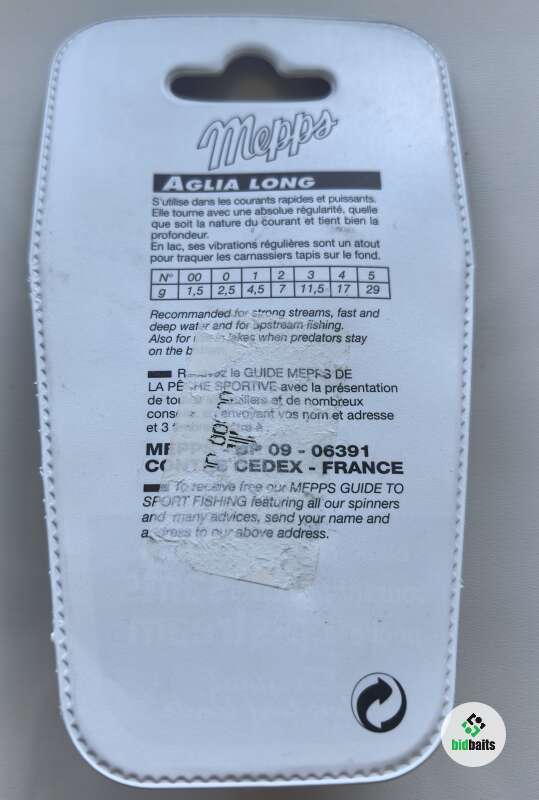 Mepps
AGLIA LONG
S'utilise dans les courants rapides et puissants.
Elle tourne avec une absolue régularité, quelle
que soit la nature du courant et tient bien la
profondeur.
En lac, ses vibrations régulières sont un atout
pour traquer les carnassiers tapis sur le fond.
N° 00 0 1 2 3 4 5
g 1,5 2,5 4,5 7 11,5 17 29
Recommanded for strong streams, fast and
deep water and for upstream fishing.
Also for lakes when predators stay
on the
le GUIDE MEPPS DE
LA PÊCHE SPORTIVE avec la présentation
de et de nombreux
envoyant vos nom et adresse
et 3
BP 09 - 06391
CEDEX - FRANCE
To receive free our MEPPS GUIDE TO
SPORT FISHING featuring all our spinners
and many advices, send your name and
address to our above address.
bidbaits